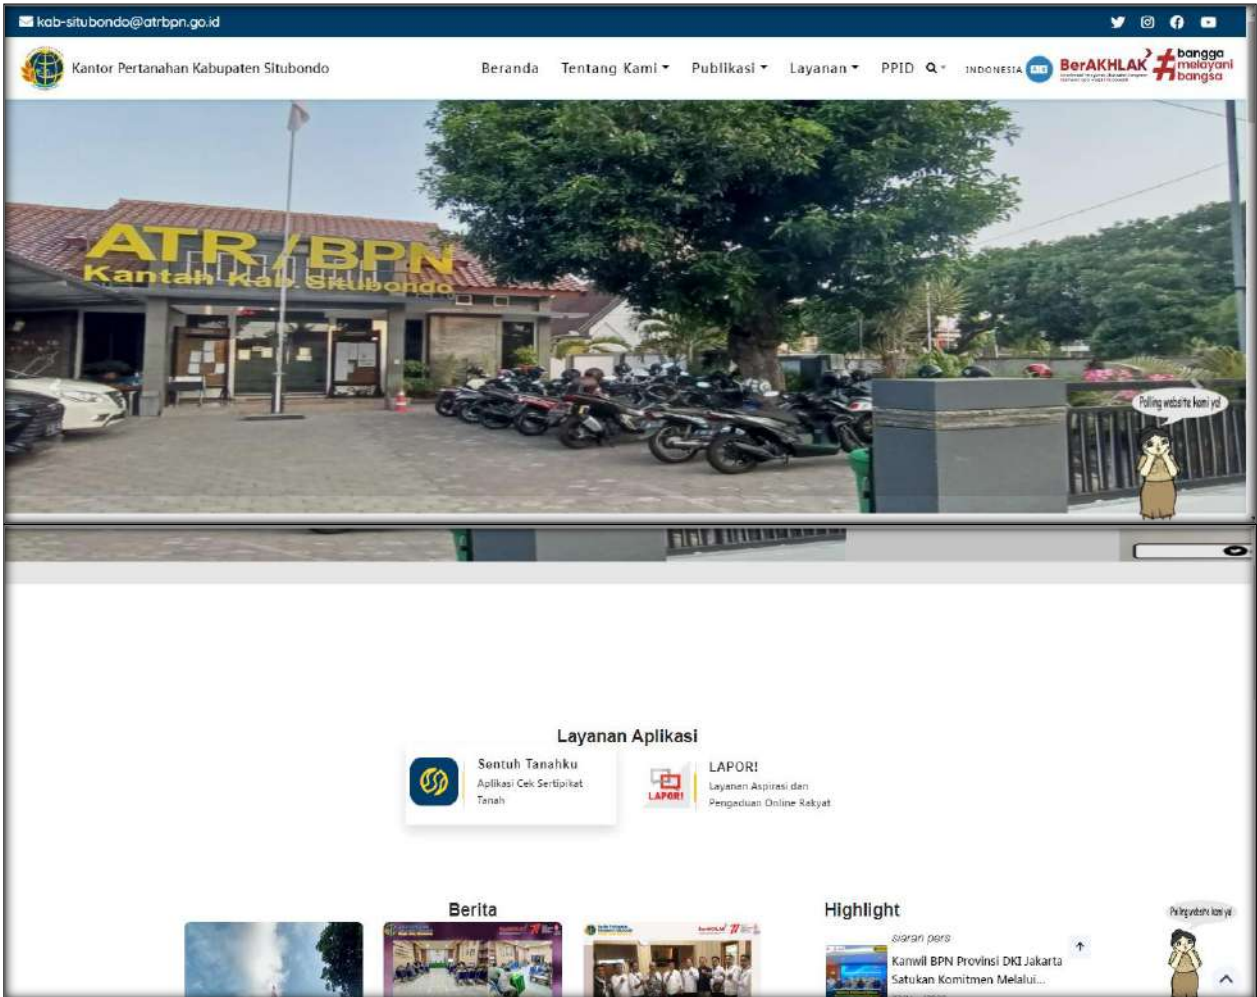 kab-situbondo@atrbpn.go.id
Kantor Pertanahan Kabupaten Situbondo
Beranda
Tentang Kami
Publikasi
Layanan
PPID
INDONESIA
BerAKHLAK
bangga
#melayani
bangsa
ATR / BPN
Kantah Kab. Situbondo
Polling website kami ya!
Layanan Aplikasi
Sentuh Tanahku
Aplikasi Cek Sertipikat
Tanah
LAPOR!
LAPOR!
Layanan Aspirasi dan
Pengaduan Online Rakyat
Berita
Highlight
siaran pers
Kanwil BPN Provinsi DKI Jakarta
Satukan Komitmen Melalui...
Polling website kami ya!